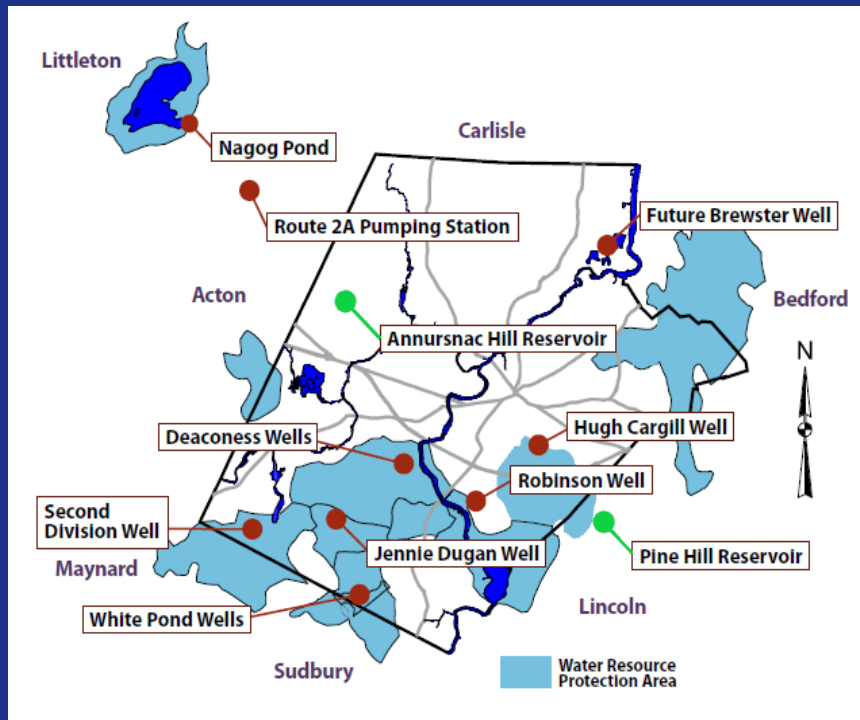 Littleton
Carlisle
Nagog Pond
Route 2A Pumping Station
Future Brewster Well
Acton
Bedford
Annursnac Hill Reservoir
N
Hugh Cargill Well
Deaconess Wells
Robinson Well
Second
Division Well
Jennie Dugan Well
Pine Hill Reservoir
Maynard
White Pond Wells
Lincoln
Sudbury
Water Resource
Protection Area